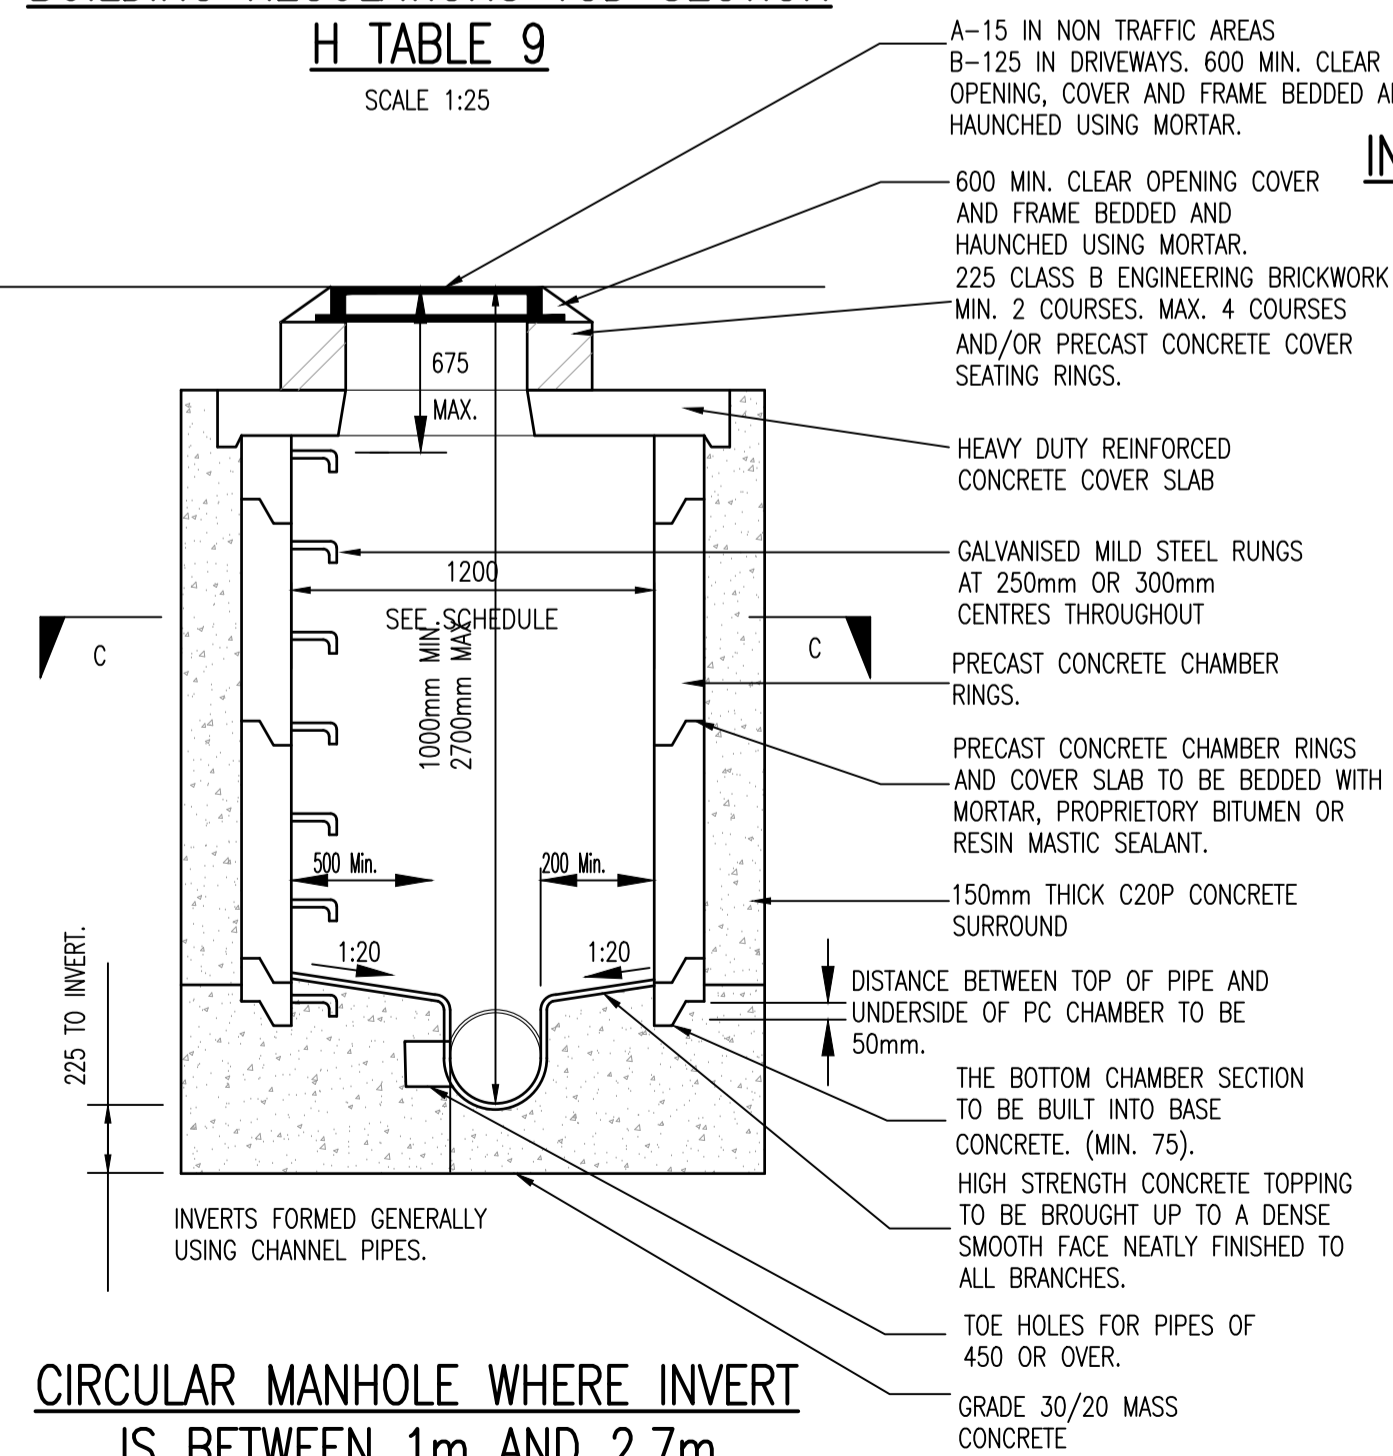 H TABLE 9
SCALE 1:25
A-15 IN NON TRAFFIC AREAS
B-125 IN DRIVEWAYS. 600 MIN. CLEAR
OPENING, COVER AND FRAME BEDDED
HAUNCHED USING MORTAR.
600 MIN. CLEAR OPENING COVER
AND FRAME BEDDED AND
HAUNCHED USING MORTAR.
225 CLASS B ENGINEERING BRICKWORK
MIN. 2 COURSES. MAX. 4 COURSES
AND/OR PRECAST CONCRETE COVER
SEATING RINGS.
675
MAX.
HEAVY DUTY REINFORCED
CONCRETE COVER SLAB
GALVANISED MILD STEEL RUNGS
AT 250mm OR 300mm
CENTRES THROUGHOUT
1200
SEE SCHEDULE
1000mm MIN
2700mm MAX
C
C
PRECAST CONCRETE CHAMBER
RINGS.
PRECAST CONCRETE CHAMBER RINGS
AND COVER SLAB TO BE BEDDED WITH
MORTAR, PROPRIETORY BITUMEN OR
RESIN MASTIC SEALANT.
500 Min.
200 Min.
150mm THICK C20P CONCRETE
SURROUND
1:20
1:20
225 TO INVERT.
DISTANCE BETWEEN TOP OF PIPE AND
UNDERSIDE OF PC CHAMBER TO BE
50mm.
THE BOTTOM CHAMBER SECTION
TO BE BUILT INTO BASE
CONCRETE. (MIN. 75).
HIGH STRENGTH CONCRETE TOPPING
TO BE BROUGHT UP TO A DENSE
SMOOTH FACE NEATLY FINISHED TO
ALL BRANCHES.
INVERTS FORMED GENERALLY
USING CHANNEL PIPES.
TOE HOLES FOR PIPES OF
450 OR OVER.
GRADE 30/20 MASS
CONCRETE
CIRCULAR MANHOLE WHERE INVERT
IS BETWEEN 1m AND 2.7m